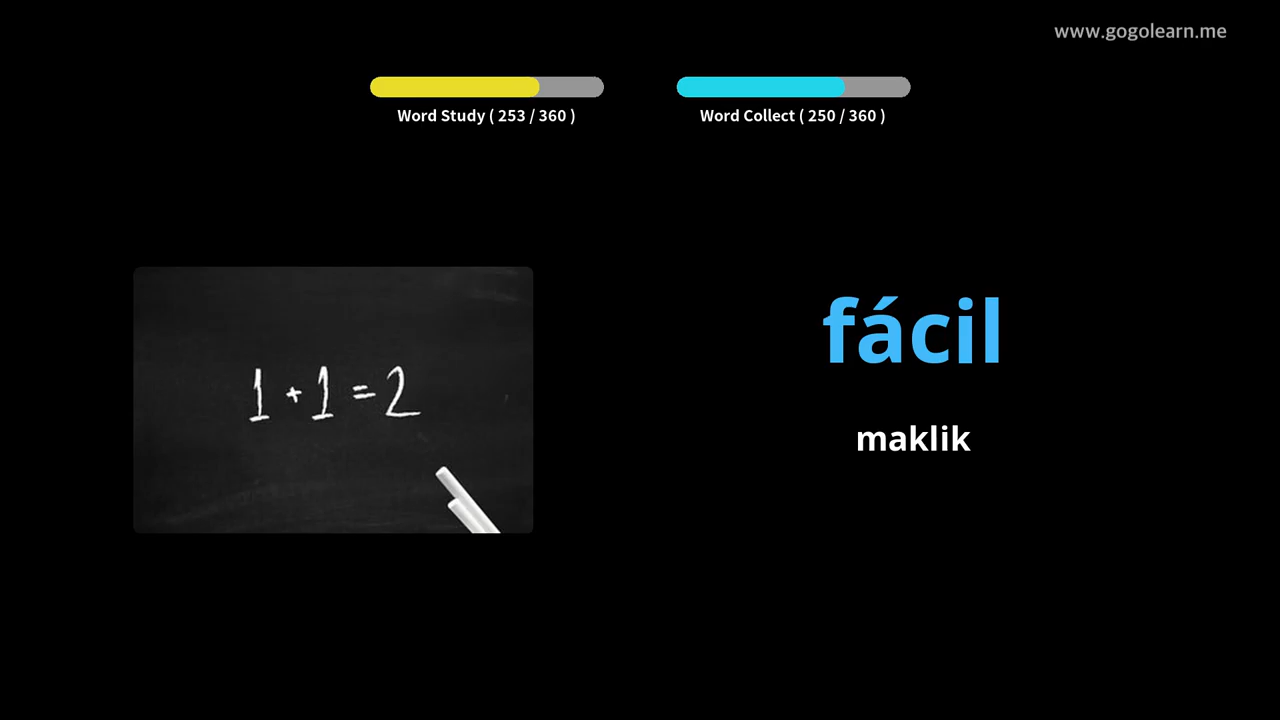 www.gogolearn.me
Word Study ( 253 / 360 )
Word Collect ( 250 / 360 )
1 + 1 = 2
fácil
maklik